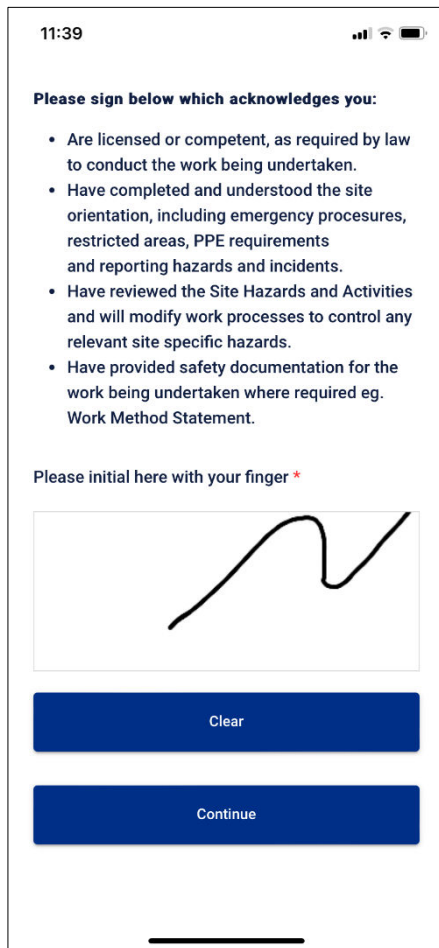 11:39
Please sign below which acknowledges you:
• Are licensed or competent, as required by law
to conduct the work being undertaken.
• Have completed and understood the site
orientation, including emergency procesures,
restricted areas, PPE requirements
and reporting hazards and incidents.
• Have reviewed the Site Hazards and Activities
and will modify work processes to control any
relevant site specific hazards.
• Have provided safety documentation for the
work being undertaken where required eg.
Work Method Statement.
Please initial here with your finger *
Clear
Continue